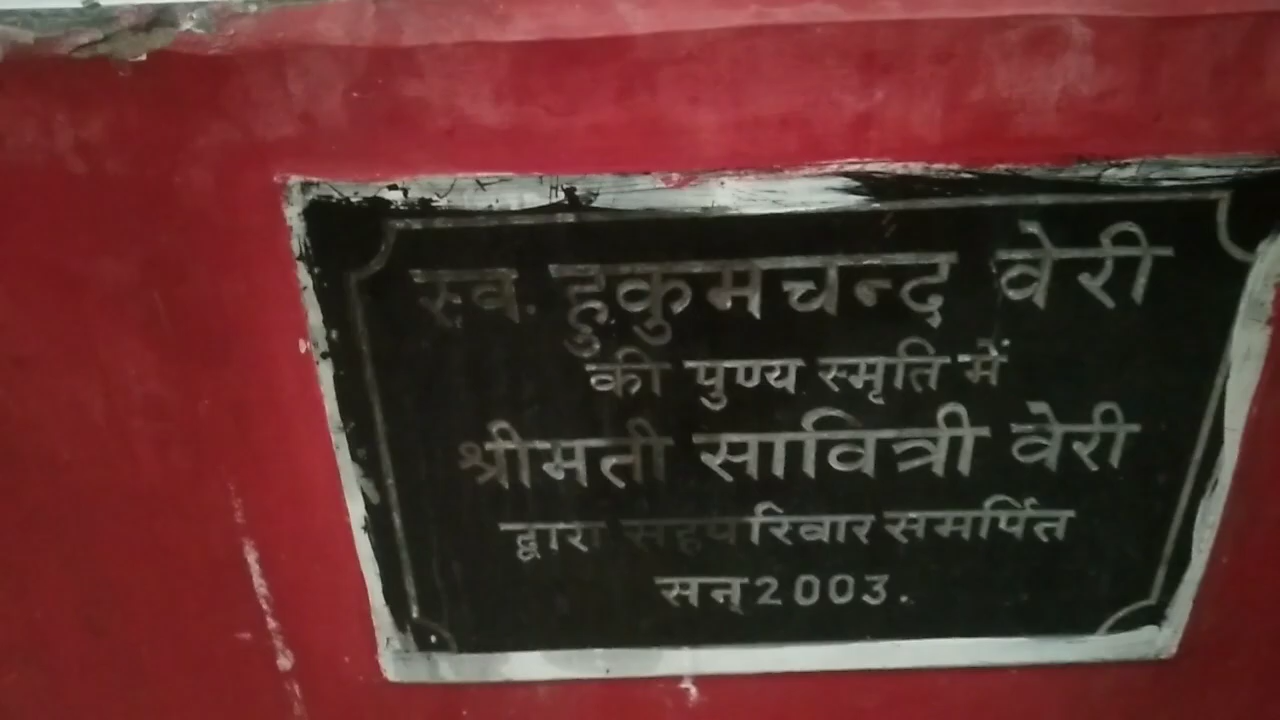 स्व. हुकुमचन्द वेरी
की पुण्य स्मृति में
श्रीमती सावित्री वेरी
द्वारा सहपरिवार समर्पित
सन् 2003.